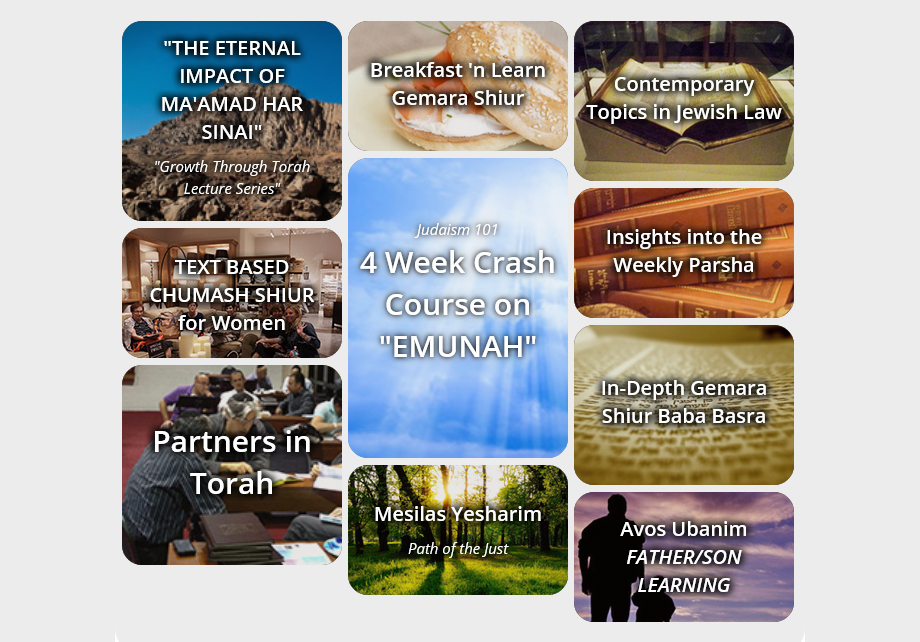 "THE ETERNAL
IMPACT OF
MA'AMAD HAR
SINAI"
"Growth Through Torah
Lecture Series"
TEXT BASED
CHUMASH SHIUR
for Women
Partners in
Torah
Breakfast 'n Learn
Gemara Shiur
Judaism 101
4 Week Crash
Course on
"EMUNAH"
Mesilas Yesharim
Path of the Just
Contemporary
Topics in Jewish Law
Insights into the
Weekly Parsha
In-Depth Gemara
Shiur Baba Basra
Avos Ubanim
FATHER/SON
LEARNING